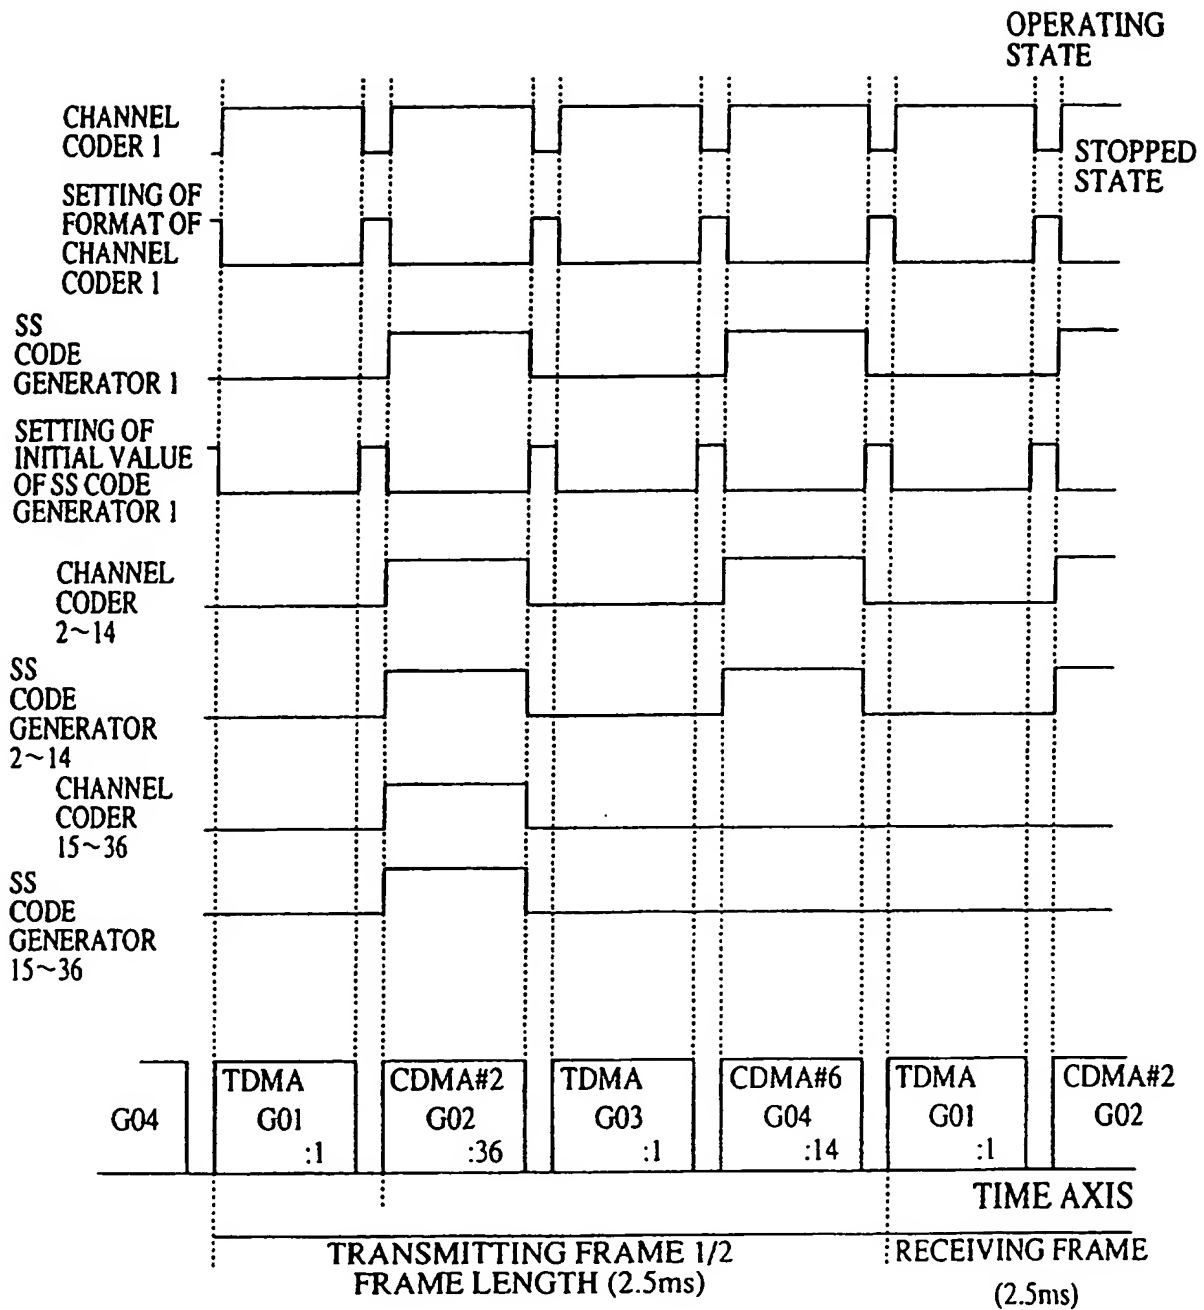 OPERATING
STATE
CHANNEL
CODER 1
STOPPED
STATE
SETTING OF
FORMAT OF
CHANNEL
CODER 1
SS
CODE
GENERATOR 1
SETTING OF
INITIAL VALUE
OF SS CODE
GENERATOR 1
CHANNEL
CODER
2~14
SS
CODE
GENERATOR
2~14
CHANNEL
CODER
15~36
SS
CODE
GENERATOR
15~36
G04
TDMA
G01
:1
CDMA#2
G02
:36
TDMA
G03
:1
CDMA#6
G04
:14
TDMA
G01
:1
CDMA#2
G02
TIME AXIS
TRANSMITTING FRAME 1/2
FRAME LENGTH (2.5ms)
RECEIVING FRAME
(2.5ms)